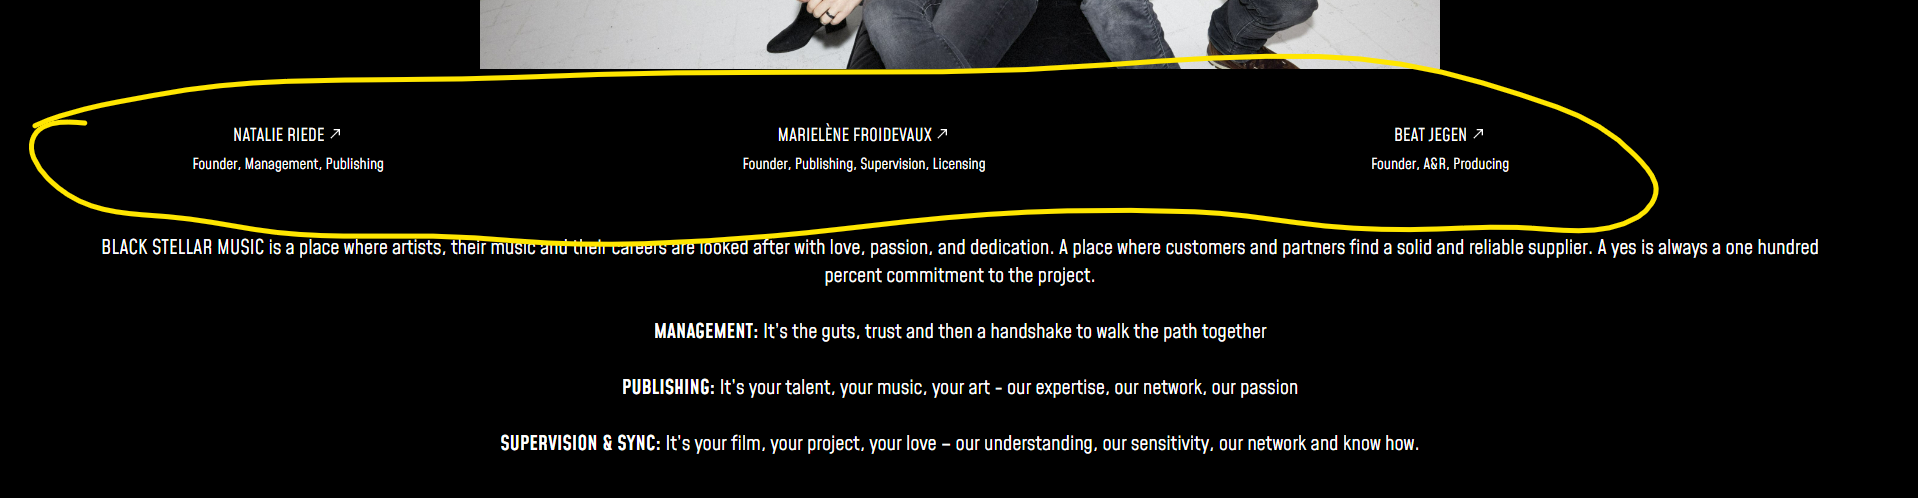 NATALIE RIEDE ↗
Founder, Management, Publishing
MARIELÈNE FROIDEVAUX ↗
Founder, Publishing, Supervision, Licensing
BEAT JEGEN ↗
Founder, A&R, Producing
BLACK STELLAR MUSIC is a place where artists, their music and their careers are looked after with love, passion, and dedication. A place where customers and partners find a solid and reliable supplier. A yes is always a one hundred
percent commitment to the project.
MANAGEMENT: It's the guts, trust and then a handshake to walk the path together
PUBLISHING: It's your talent, your music, your art - our expertise, our network, our passion
SUPERVISION & SYNC: It's your film, your project, your love – our understanding, our sensitivity, our network and know how.